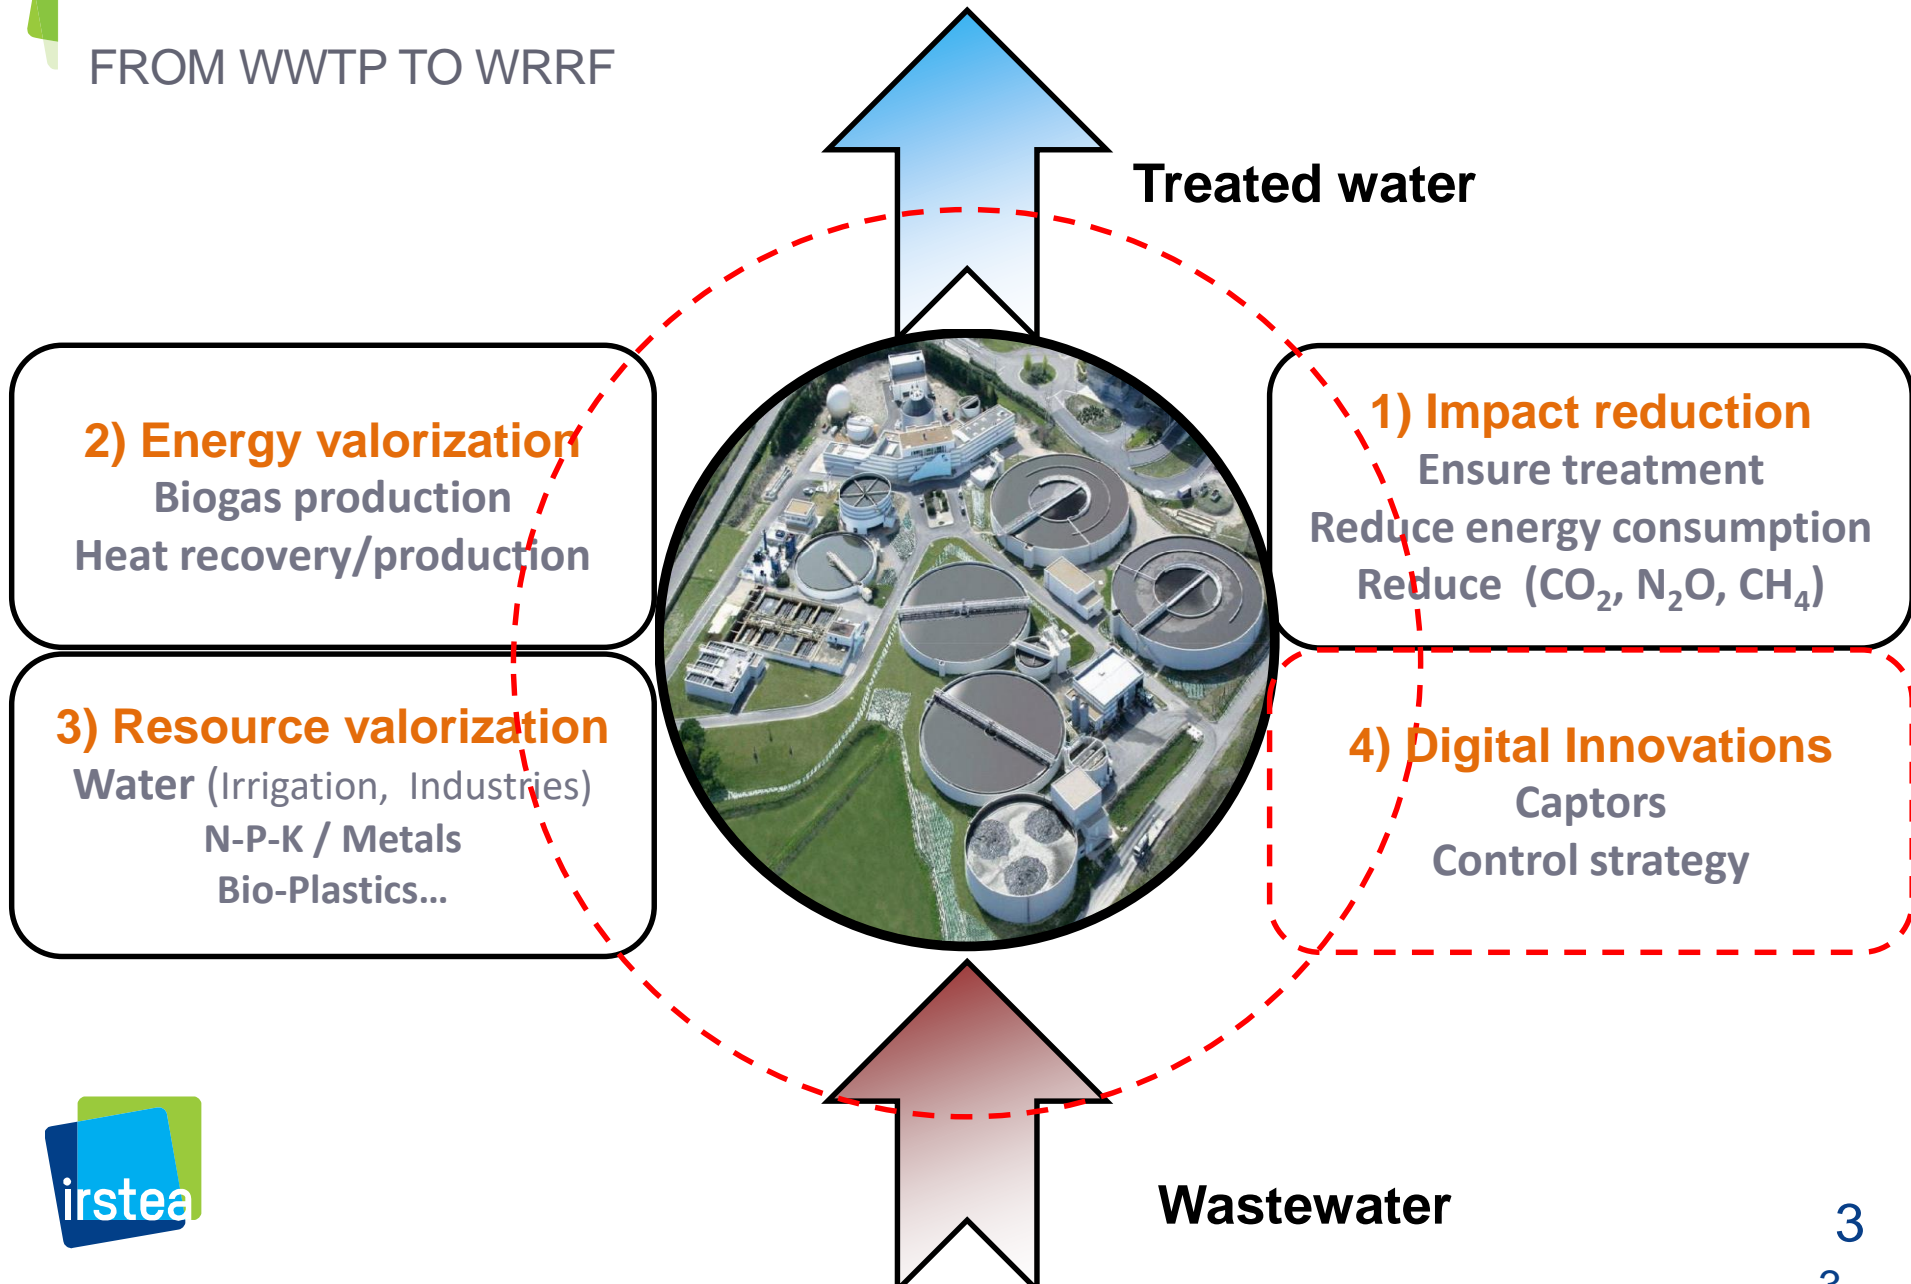 FROM WWTP TO WRRF
Treated water
2) Energy valorization
Biogas production
Heat recovery/production
1) Impact reduction
Ensure treatment
Reduce energy consumption
Reduce (CO₂, N₂O, CH₄)
3) Resource valorization
Water (Irrigation, Industries)
N-P-K / Metals
Bio-Plastics...
4) Digital Innovations
Captors
Control strategy
irstea
Wastewater
3
3